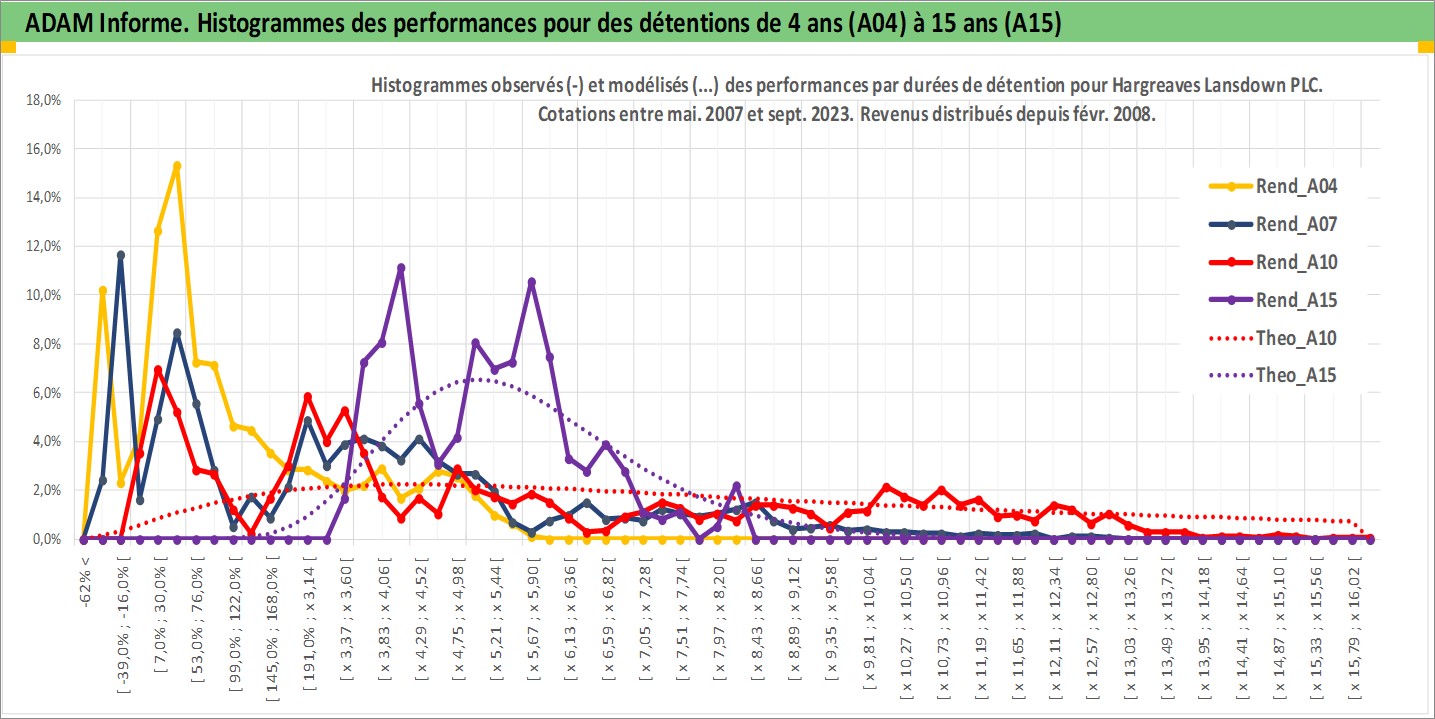 ADAM Informe. Histogrammes des performances pour des détentions de 4 ans (A04) à 15 ans (A15)
Histogrammes observés (-) et modélisés (...) des performances par durées de détention pour Hargreaves Lansdown PLC.
Cotations entre mai. 2007 et sept. 2023. Revenus distribués depuis févr. 2008.
18,0%
16,0%
14,0%
12,0%
10,0%
8,0%
6,0%
4,0%
2,0%
0,0%
Rend_A04
Rend_A07
Rend_A10
Rend_A15
Theo_A10
Theo_A15
-62% <
[ -39,0% ; -16,0% [
[ 7,0% ; 30,0% [
[ 53,0% ; 76,0% [
[ 99,0% ; 122,0% [
[ 145,0% ; 168,0% [
[ 191,0% ; x 3,14 [
[ x 3,37 ; x 3,60 [
[ x 3,83 ; x 4,06 [
[ x 4,29 ; x 4,52 [
[ x 4,75 ; x 4,98 [
[ x 5,21 ; x 5,44 [
[ x 5,67 ; x 5,90 [
[ x 6,13 ; x 6,36 [
[ x 6,59 ; x 6,82 [
[ x 7,05 ; x 7,28 [
[ x 7,51 ; x 7,74 [
[ x 7,97 ; x 8,20 [
[ x 8,43 ; x 8,66 [
[ x 8,89 ; x 9,12 [
[ x 9,35 ; x 9,58 [
[ x 9,81 ; x 10,04 [
[ x 10,27 ; x 10,50 [
[ x 10,73 ; x 10,96 [
[ x 11,19 ; x 11,42 [
[ x 11,65 ; x 11,88 [
[ x 12,11 ; x 12,34 [
[ x 12,57 ; x 12,80 [
[ x 13,03 ; x 13,26 [
[ x 13,49 ; x 13,72 [
[ x 13,95 ; x 14,18 [
[ x 14,41 ; x 14,64 [
[ x 14,87 ; x 15,10 [
[ x 15,33 ; x 15,56 [
[ x 15,79 ; x 16,02 [